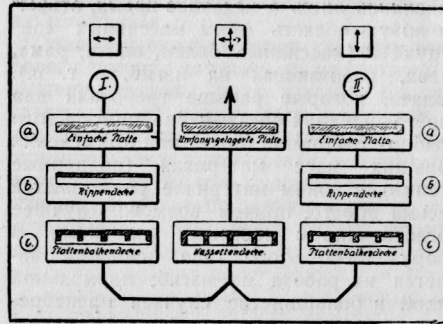 I.
II.
a
Einfache Platte
Umfangsgelagerte Platte
Einfache Platte
a
b
Rippendecke
Rippendecke
b
c.
Plattenbalkendecke
Kassettendecke.
Plattenbalkendecke
c